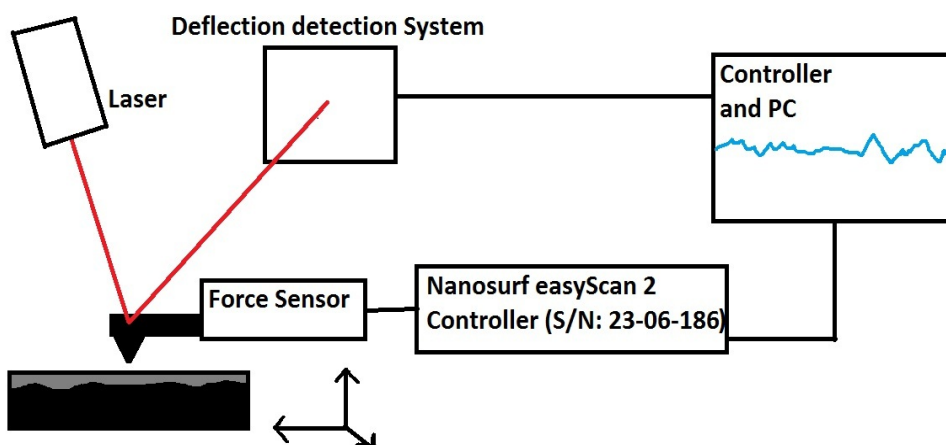 Deflection detection System
Laser
Controller
and PC
Force Sensor
Nanosurf easyScan 2
Controller (S/N: 23-06-186)